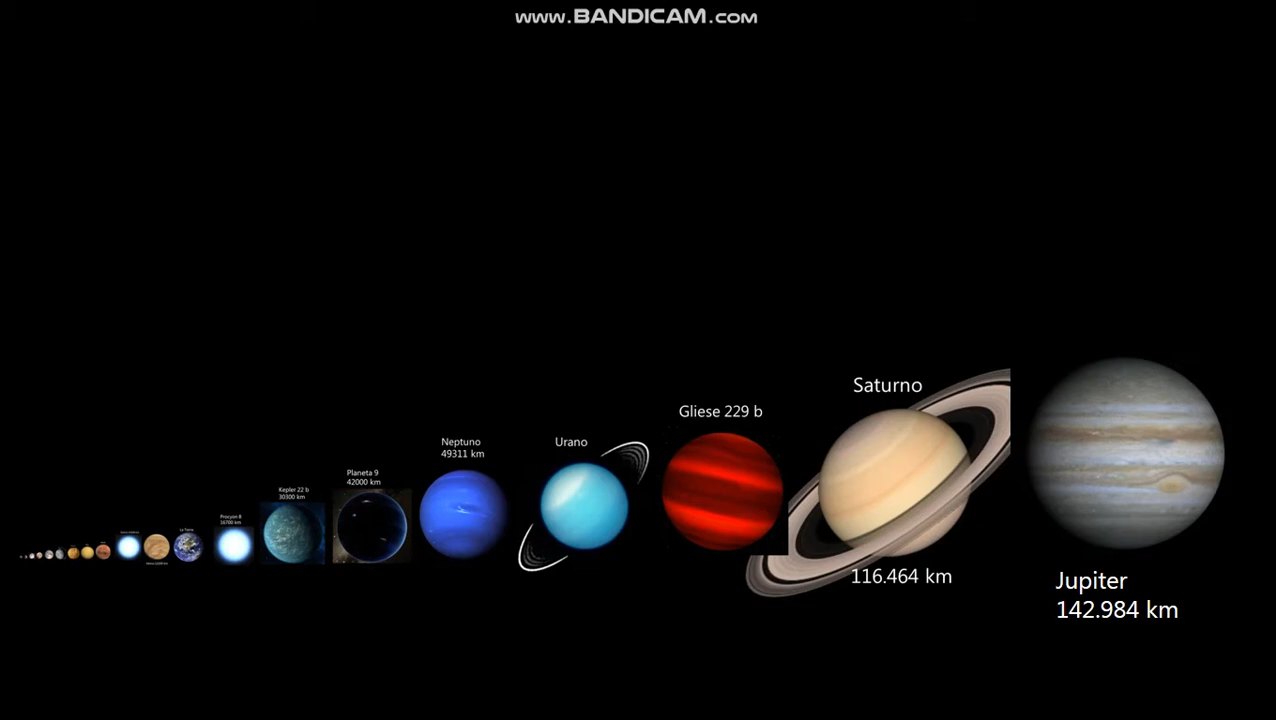 www.BANDICAM.com
La Terra
Procyon B
16700 km
Kepler 22 b
30300 km
Planeta 9
42000 km
Neptuno
49311 km
Urano
Gliese 229 b
Saturno
116.464 km
Jupiter
142.984 km